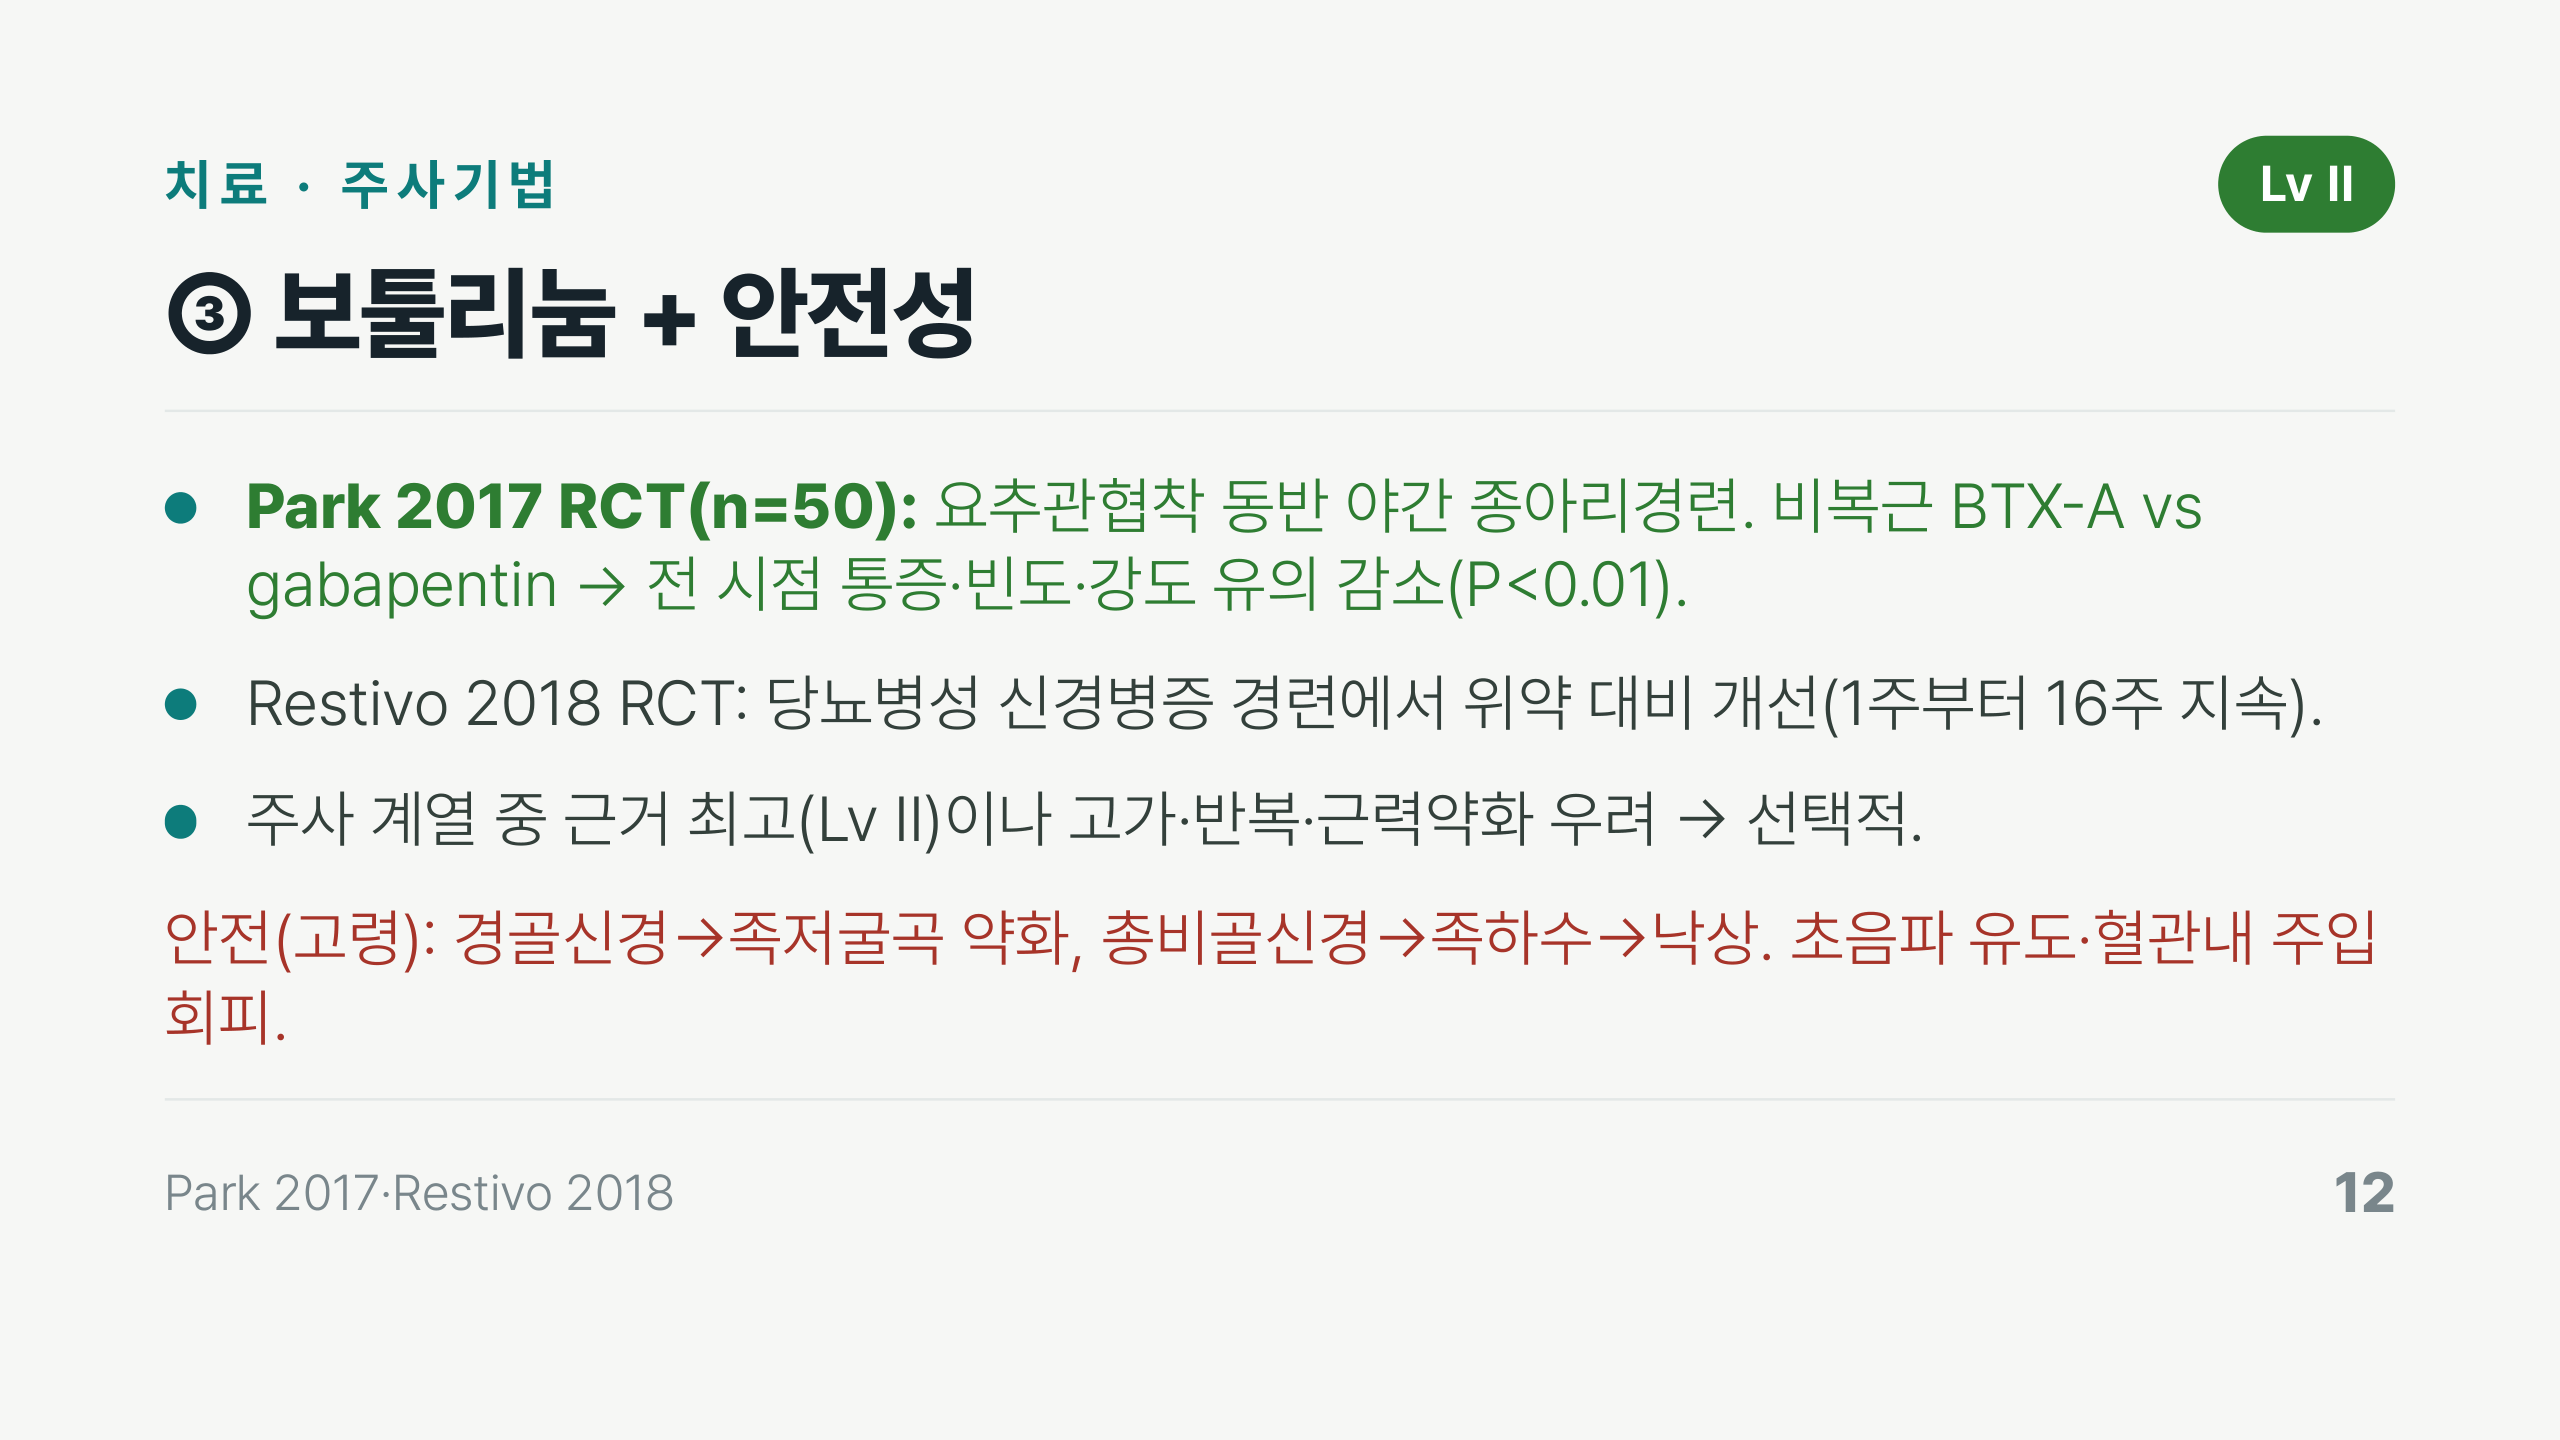 치료 · 주사기법
Lv II
③ 보툴리눔 + 안전성
Park 2017 RCT(n=50): 요추관협착 동반 야간 종아리경련. 비복근 BTX-A vs
gabapentin → 전 시점 통증·빈도·강도 유의 감소(P<0.01).
Restivo 2018 RCT: 당뇨병성 신경병증 경련에서 위약 대비 개선(1주부터 16주 지속).
주사 계열 중 근거 최고(Lv II)이나 고가·반복·근력약화 우려 → 선택적.
안전(고령): 경골신경→족저굴곡 약화, 총비골신경→족하수→낙상. 초음파 유도·혈관내 주입
회피.
Park 2017·Restivo 2018
12